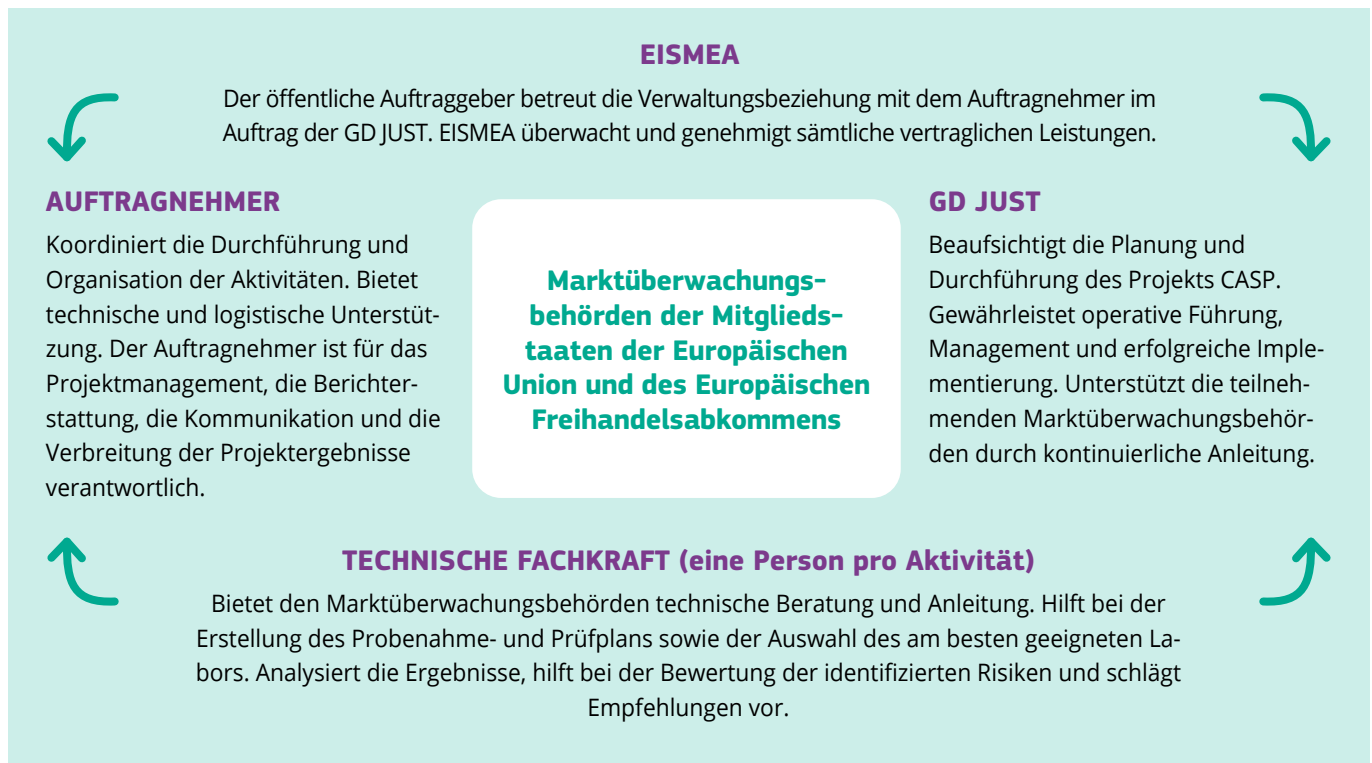 EISMEA
Der öffentliche Auftraggeber betreut die Verwaltungsbeziehung mit dem Auftragnehmer im
Auftrag der GD JUST. EISMEA überwacht und genehmigt sämtliche vertraglichen Leistungen.
AUFTRAGNEHMER
Koordiniert die Durchführung und
Organisation der Aktivitäten. Bietet
technische und logistische Unterstüt-
zung. Der Auftragnehmer ist für das
Projektmanagement, die Berichter-
stattung, die Kommunikation und die
Verbreitung der Projektergebnisse
verantwortlich.
Marktüberwachungs-
behörden der Mitglieds-
taaten der Europäischen
Union und des Europäischen
Freihandelsabkommens
GD JUST
Beaufsichtigt die Planung und
Durchführung des Projekts CASP.
Gewährleistet operative Führung,
Management und erfolgreiche Imple-
mentierung. Unterstützt die teilneh-
menden Marktüberwachungsbehör-
den durch kontinuierliche Anleitung.
TECHNISCHE FACHKRAFT (eine Person pro Aktivität)
Bietet den Marktüberwachungsbehörden technische Beratung und Anleitung. Hilft bei der
Erstellung des Probenahme- und Prüfplans sowie der Auswahl des am besten geeigneten La-
bors. Analysiert die Ergebnisse, hilft bei der Bewertung der identifizierten Risiken und schlägt
Empfehlungen vor.